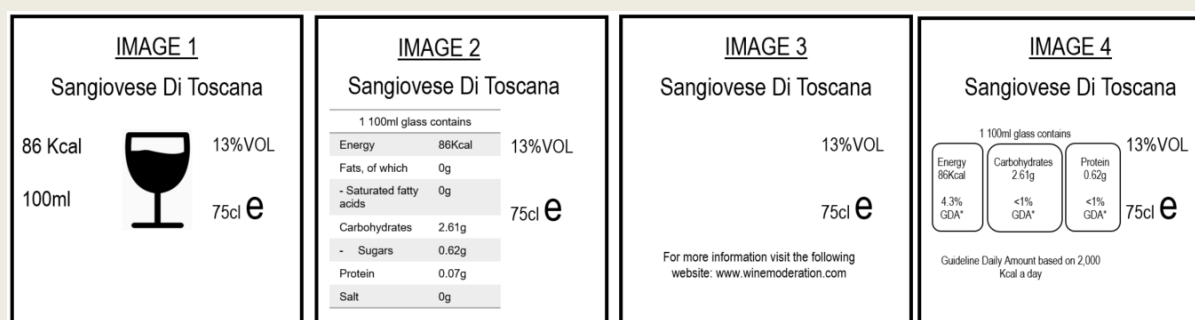 IMAGE 1
Sangiovese Di Toscana
86 Kcal
13%VOL
100ml
75cl e
IMAGE 2
Sangiovese Di Toscana
1 100ml glass contains
Energy 86Kcal
13%VOL
Fats, of which 0g
- Saturated fatty acids 0g
75cl e
Carbohydrates 2.61g
- Sugars 0.62g
Protein 0.07g
Salt 0g
IMAGE 3
Sangiovese Di Toscana
13%VOL
75cl e
For more information visit the following
website: www.winemoderation.com
IMAGE 4
Sangiovese Di Toscana
1 100ml glass contains
13%VOL
Energy 86Kcal 4.3% GDA*
Carbohydrates 2.61g <1% GDA*
Protein 0.62g <1% GDA*
75cl e
Guideline Daily Amount based on 2,000
Kcal a day